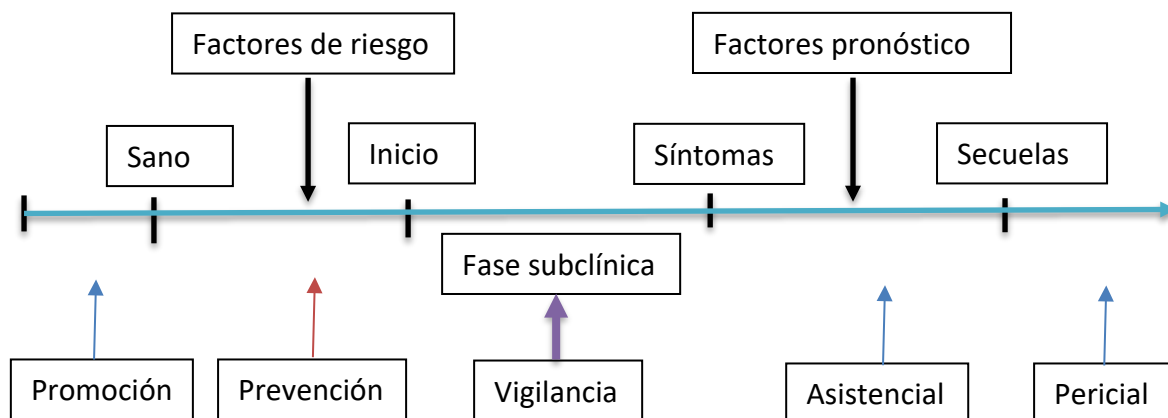 Factores de riesgo
Factores pronóstico
Sano
Inicio
Síntomas
Secuelas
Fase subclínica
Promoción
Prevención
Vigilancia
Asistencial
Pericial